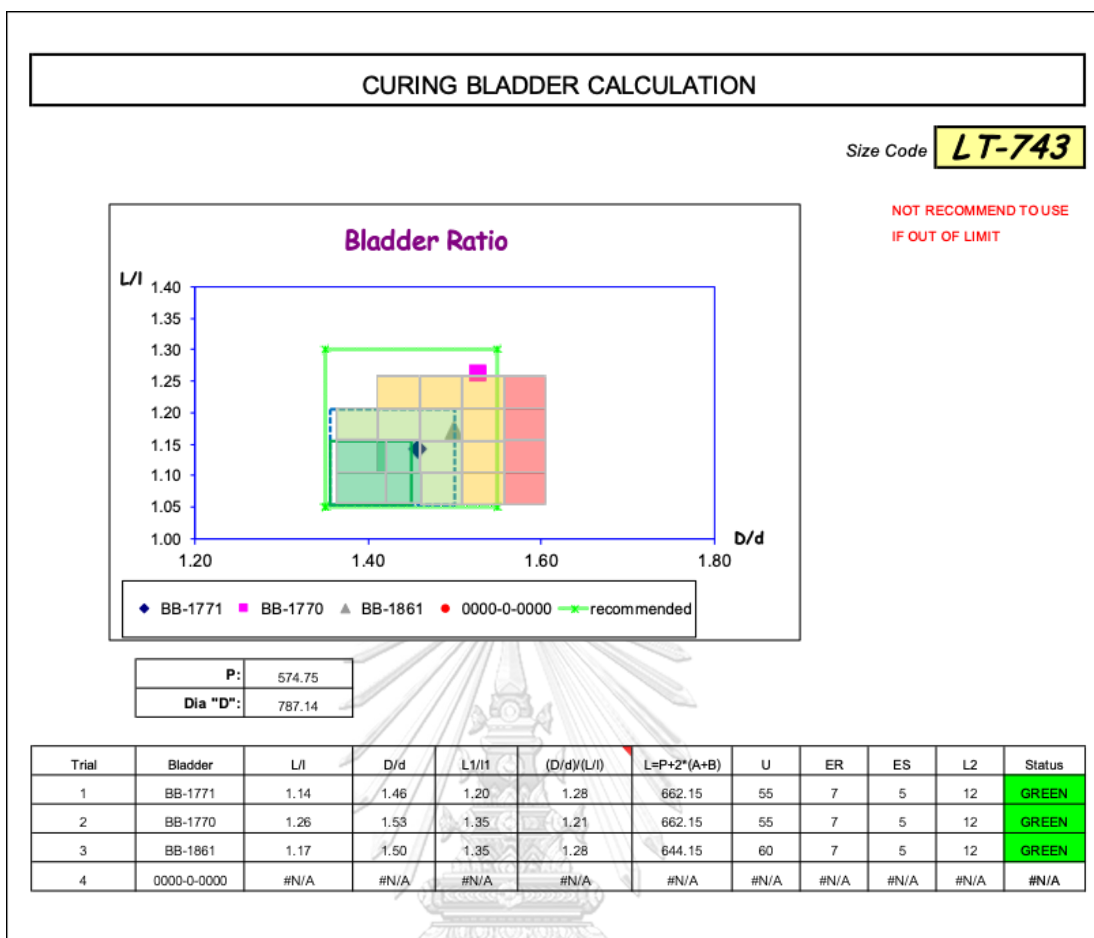 CURING BLADDER CALCULATION
Size Code LT-743
NOT RECOMMEND TO USE
IF OUT OF LIMIT
Bladder Ratio
L/l
1.40
1.35
1.30
1.25
1.20
1.15
1.10
1.05
1.00
1.20 1.40 1.60 1.80
D/d
BB-1771 BB-1770 BB-1861 0000-0-0000 recommended
P: 574.75
Dia "D": 787.14
Trial Bladder L/l D/d L1/l1 (D/d)/(L/l) L=P+2*(A+B) U ER ES L2 Status
1 BB-1771 1.14 1.46 1.20 1.28 662.15 55 7 5 12 GREEN
2 BB-1770 1.26 1.53 1.35 1.21 662.15 55 7 5 12 GREEN
3 BB-1861 1.17 1.50 1.35 1.28 644.15 60 7 5 12 GREEN
4 0000-0-0000 #N/A #N/A #N/A #N/A #N/A #N/A #N/A #N/A #N/A #N/A